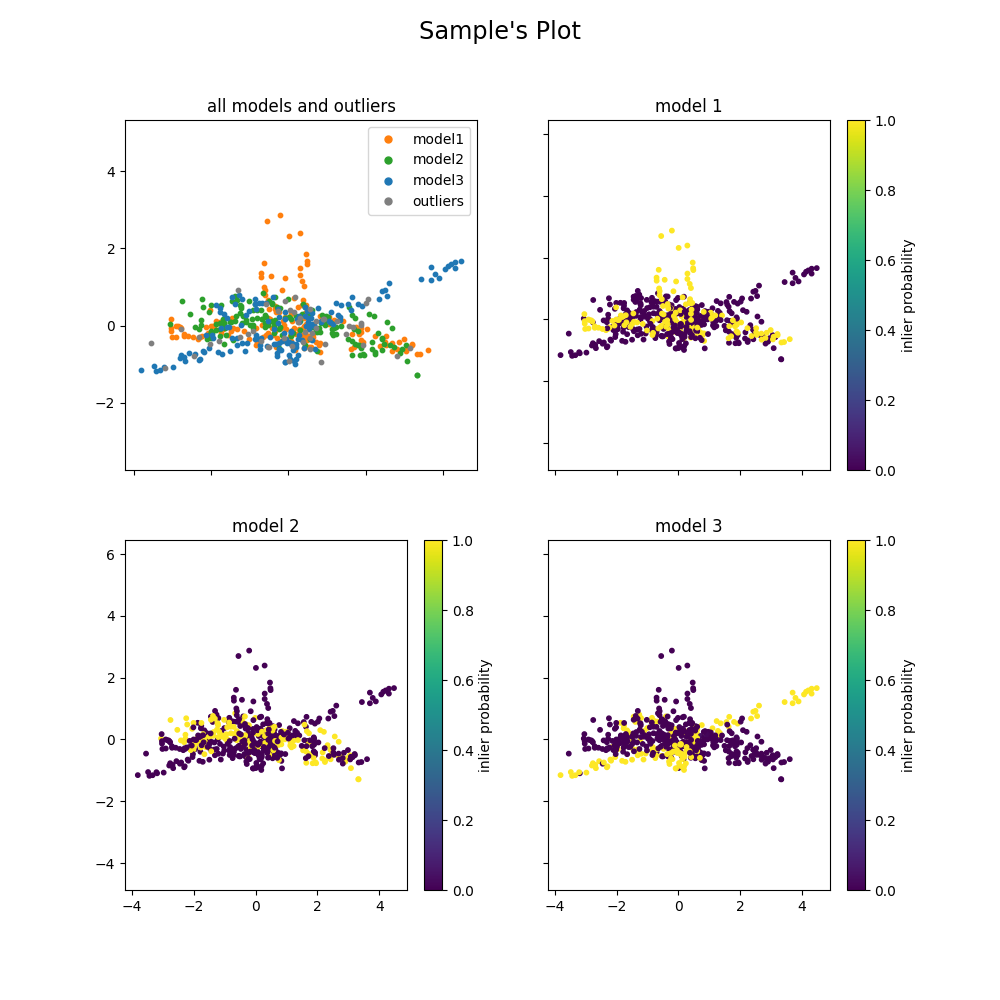 Sample's Plot
all models and outliers
4
2
0
−2
model1
model2
model3
outliers
model 1
1.0
0.8
0.6
0.4
0.2
0.0
inlier probability
model 2
6
4
2
0
−2
−4
−4 −2 0 2 4
1.0
0.8
0.6
0.4
0.2
0.0
inlier probability
model 3
−4 −2 0 2 4
1.0
0.8
0.6
0.4
0.2
0.0
inlier probability